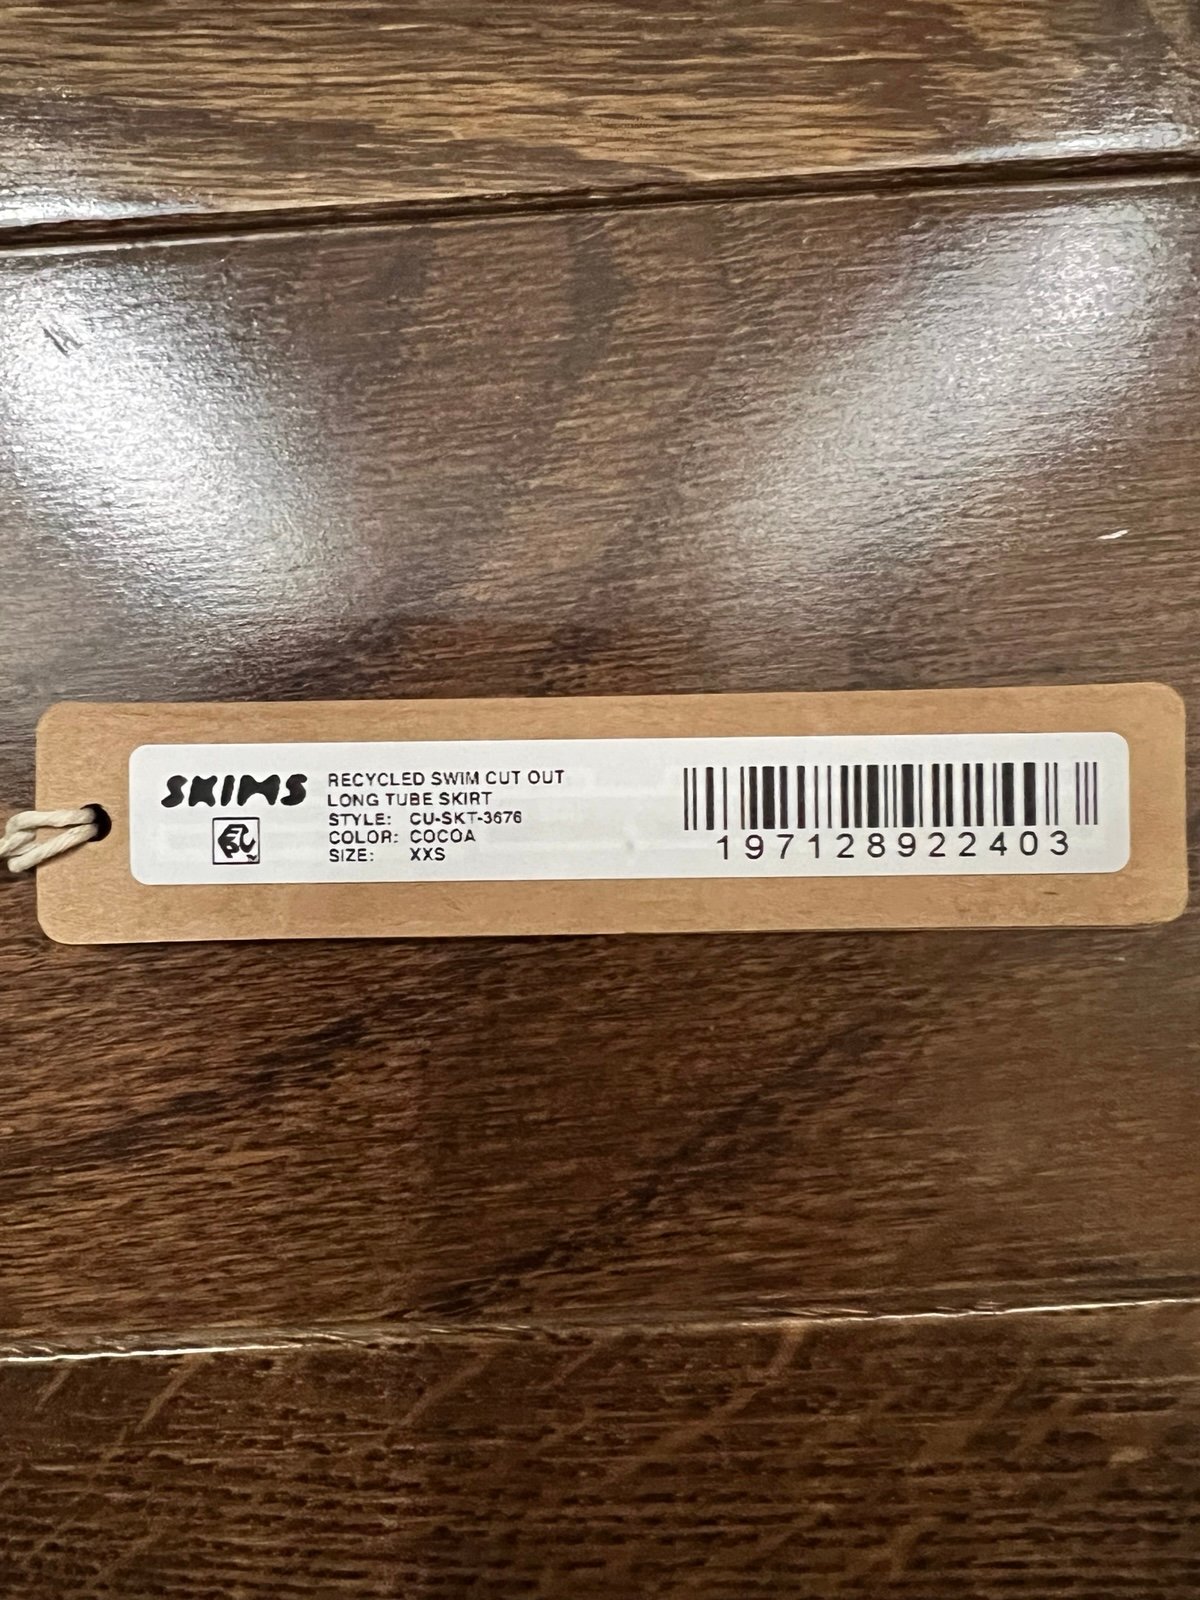 SKIMS
RECYCLED SWIM CUT OUT
LONG TUBE SKIRT
STYLE: CU-SKT-3676
COLOR: COCOA
SIZE: XXS
197128922403